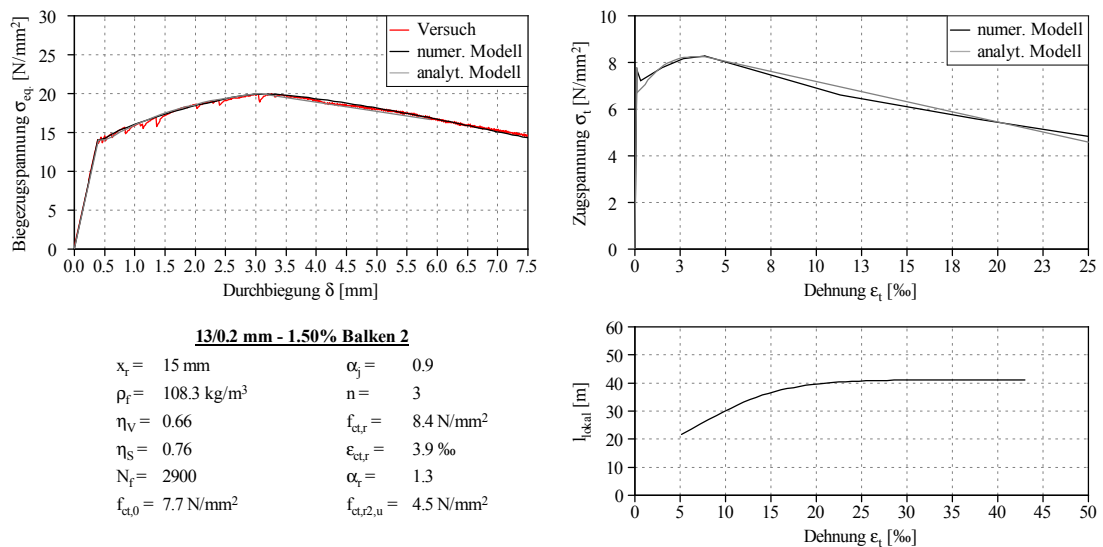 Biegezugspannung σeq. [N/mm²]
30
25
20
15
10
5
0
Versuch
numer. Modell
analyt. Modell
0.0 0.5 1.0 1.5 2.0 2.5 3.0 3.5 4.0 4.5 5.0 5.5 6.0 6.5 7.0 7.5
Durchbiegung δ [mm]
Zugspannung σt [N/mm²]
10
8
6
4
2
0
numer. Modell
analyt. Modell
0 3 5 8 10 13 15 18 20 23 25
Dehnung εt [‰]
13/0.2 mm - 1.50% Balken 2
xr = 15 mm αj = 0.9
ρf = 108.3 kg/m³ n = 3
ηV = 0.66 fct,r = 8.4 N/mm²
ηS = 0.76 εct,r = 3.9 ‰
Nf = 2900 αr = 1.3
fct,0 = 7.7 N/mm² fct,r2,u = 4.5 N/mm²
llokal [m]
60
50
40
30
20
10
0
0 5 10 15 20 25 30 35 40 45 50
Dehnung εt [‰]